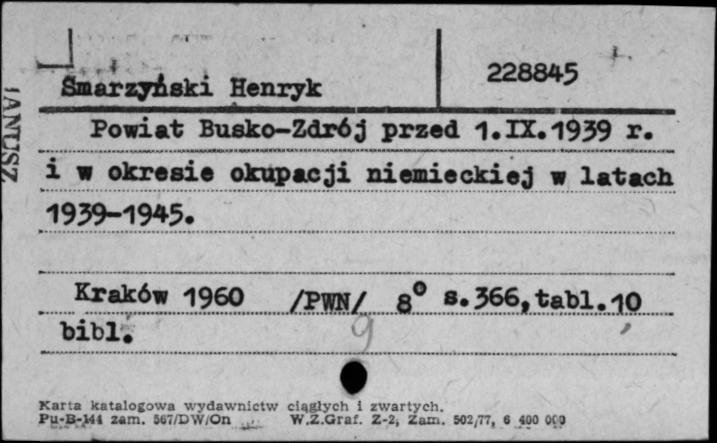 Smarzyński Henryk
228845
Powiat Busko-Zdrój przed 1.IX.1939 r.
i w okresie okupacji niemieckiej w latach
1939-1945.
Kraków 1960 /PWN/ 8° s.366,tabl.10
bibl.
9
Karta katalogowa wydawnictw ciągłych i zwartych.
Pu-B-144 zam. 567/DW/On W.Z.Graf. Z-2, Zam. 502/77, 6 400 000
JANUSZ